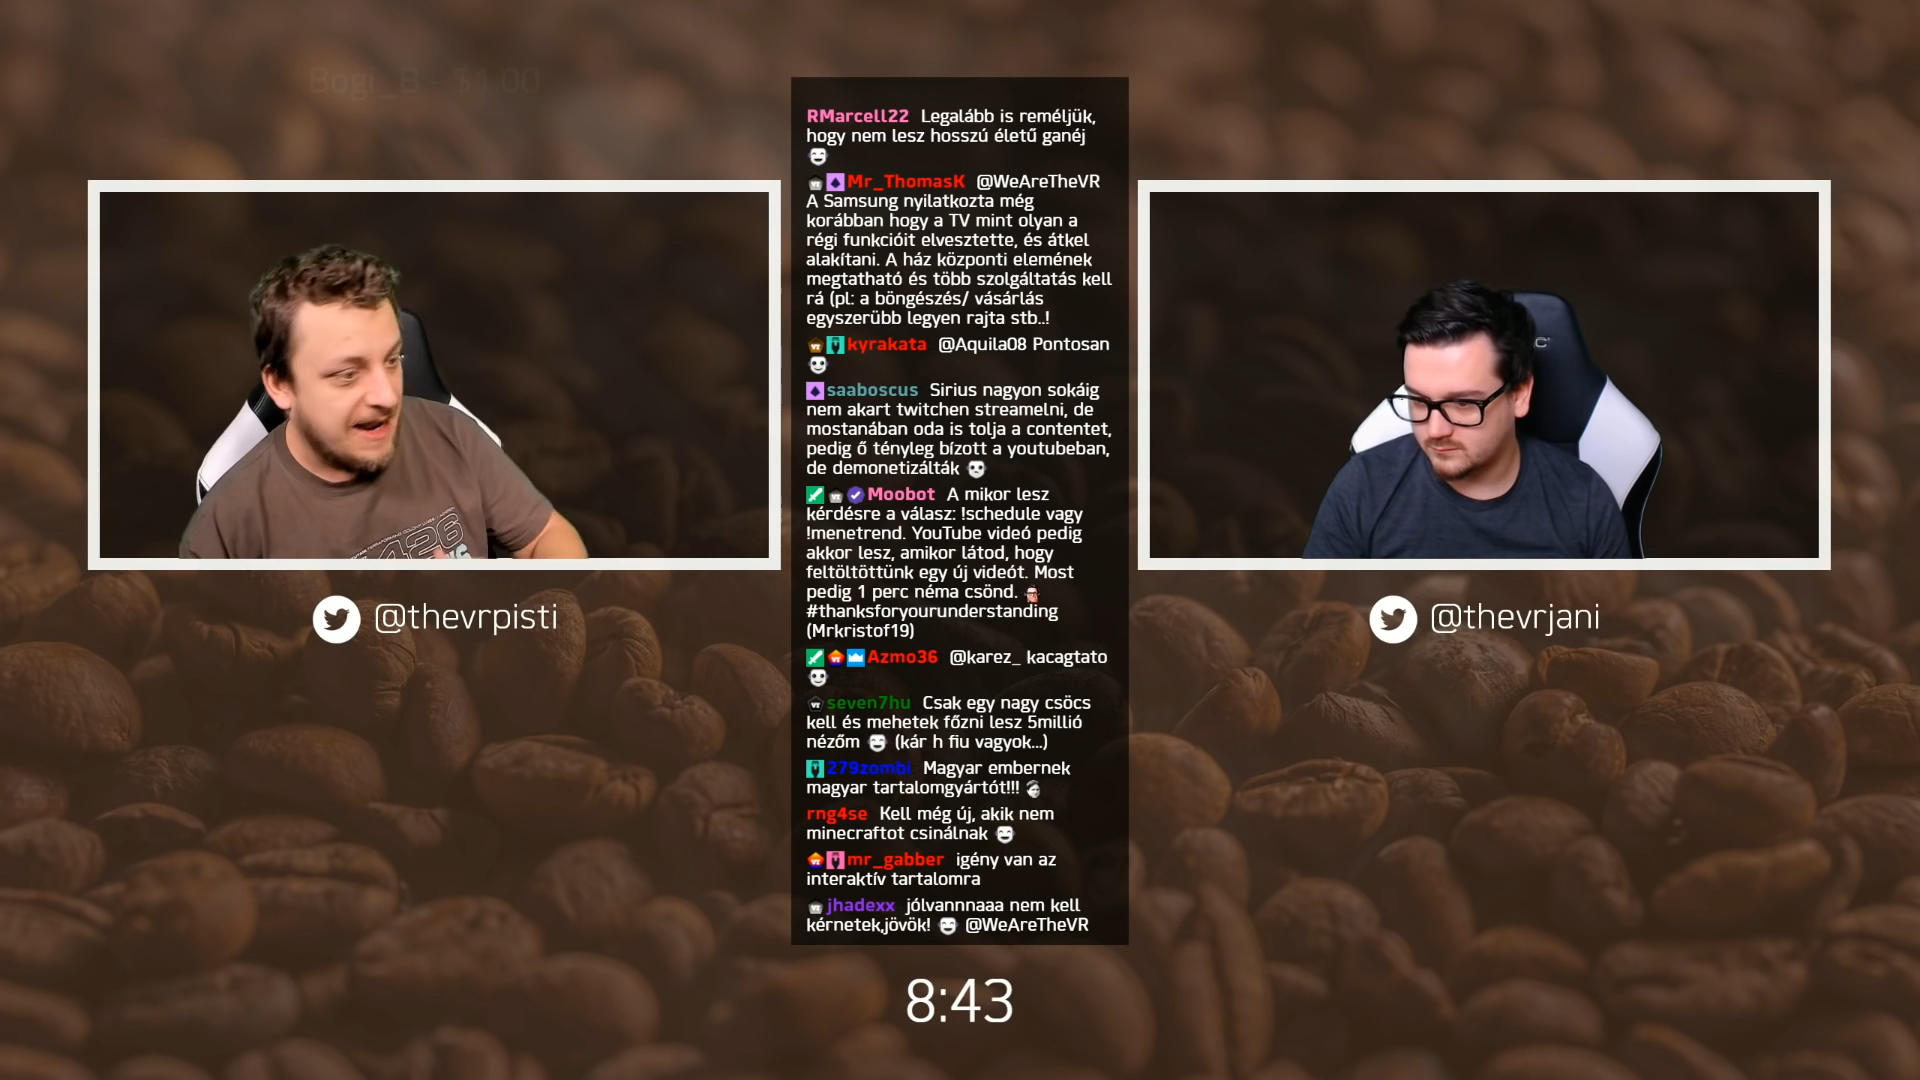 Bogi_B - $1.00
RMarcell22 Legalább is reméljük,
hogy nem lesz hosszú életű ganéj
Mr_ThomasK @WeAreTheVR
A Samsung nyilatkozta még
korábban hogy a TV mint olyan a
régi funkcióit elvesztette, és átkel
alakítani. A ház központi elemének
megtatható és több szolgáltatás kell
rá (pl: a böngészés/ vásárlás
egyszerübb legyen rajta stb..!
kyrakata @Aquila08 Pontosan
saaboscus Sirius nagyon sokáig
nem akart twitchen streamelni, de
mostanában oda is tolja a contentet,
pedig ő tényleg bízott a youtubeban,
de demonetizálták
Moobot A mikor lesz
kérdésre a válasz: !schedule vagy
!menetrend. YouTube videó pedig
akkor lesz, amikor látod, hogy
feltöltöttünk egy új videót. Most
pedig 1 perc néma csönd.
#thanksforyourunderstanding
(Mrkristof19)
Azmo36 @karez_ kacagtato
seven7hu Csak egy nagy csöcs
kell és mehetek főzni lesz 5millió
nézőm (kár h fiu vagyok...)
279zombi Magyar embernek
magyar tartalomgyártót!!!
rng4se Kell még új, akik nem
minecraftot csinálnak
mr_gabber igény van az
interaktív tartalomra
jhadexx jólvannnaaa nem kell
kérnetek,jövök! @WeAreTheVR
@thevrpisti
@thevrjani
8:43